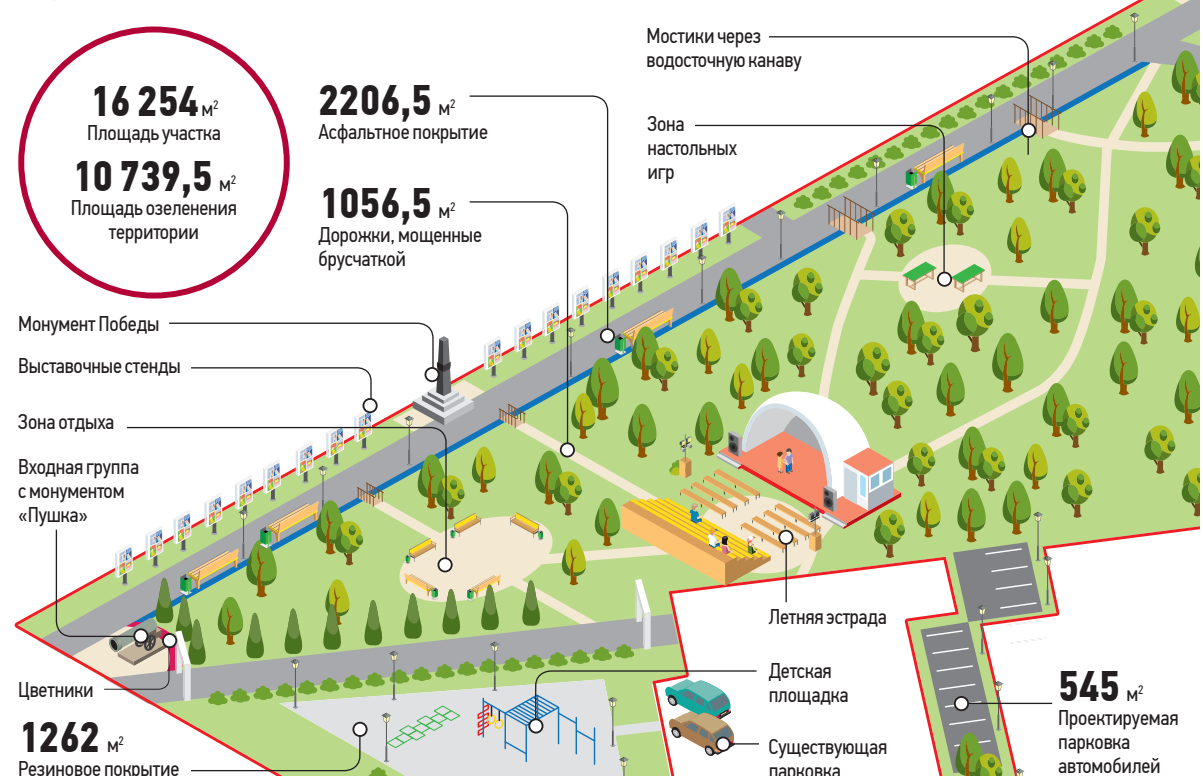 16 254 м²
Площадь участка
10 739,5 м²
Площадь озеленения
территории
2206,5 м²
Асфальтное покрытие
1056,5 м²
Дорожки, мощенные
брусчаткой
Мостики через
водосточную канаву
Зона
настольных
игр
Монумент Победы
Выставочные стенды
Зона отдыха
Входная группа
с монументом
«Пушка»
Цветники
1262 м²
Резиновое покрытие
Летняя эстрада
Детская
площадка
Существующая
парковка
545 м²
Проектируемая
парковка
автомобилей